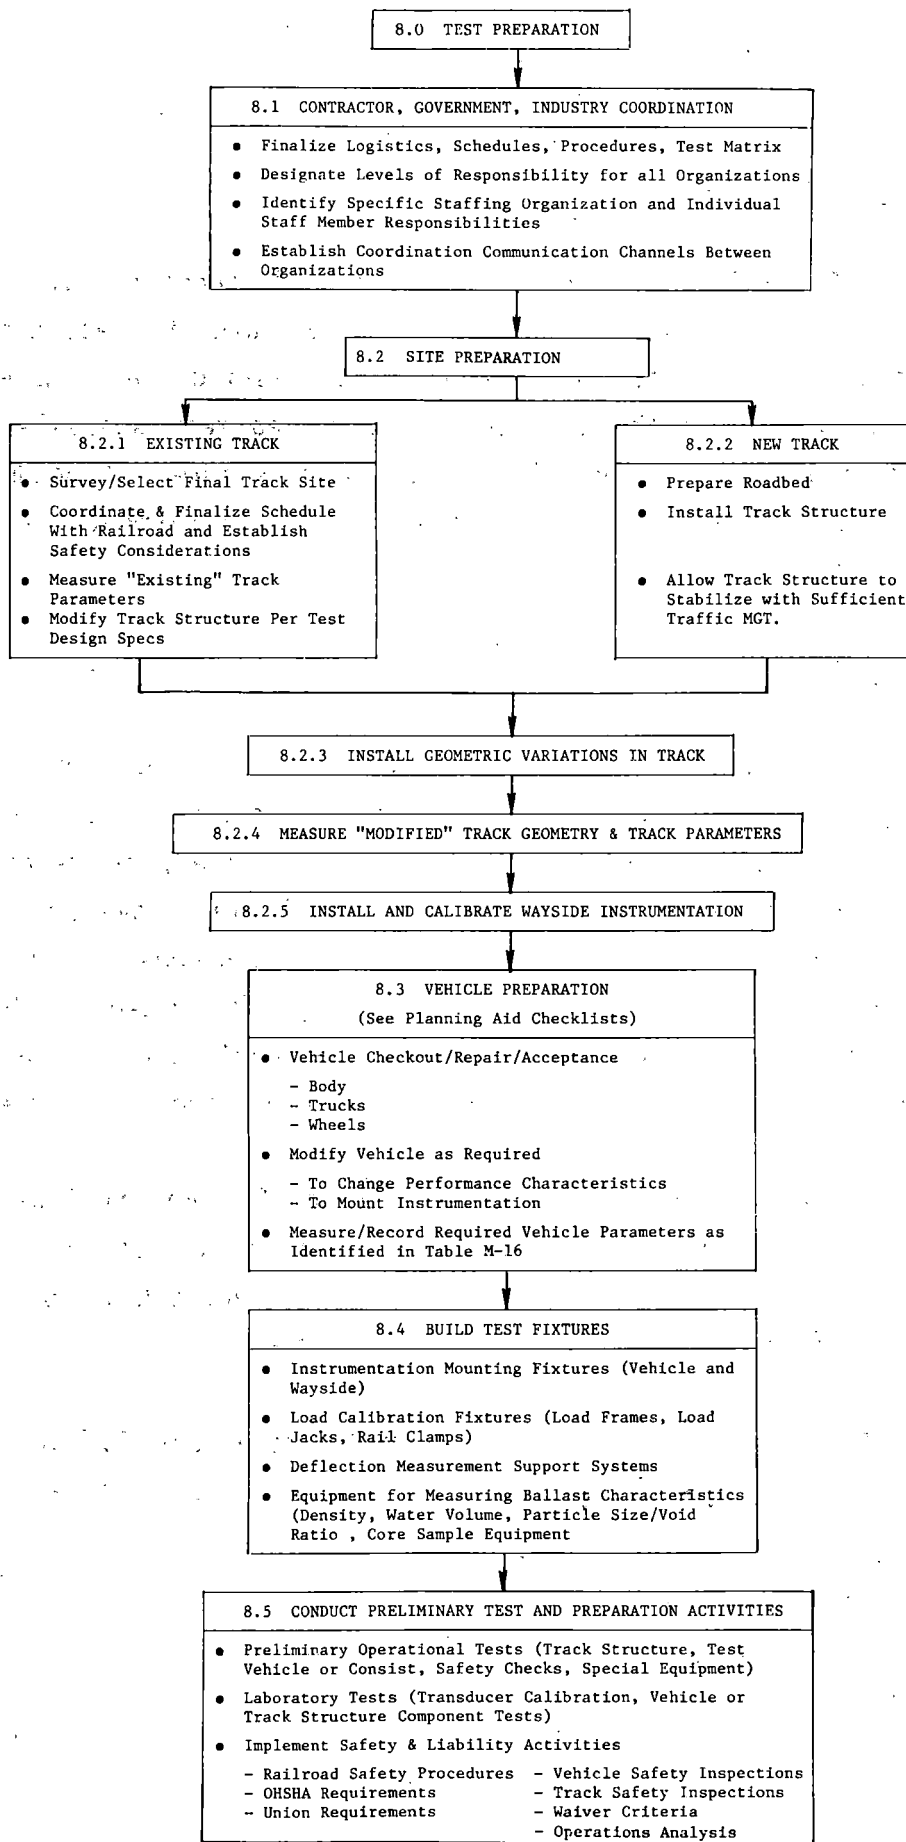 8.0 TEST PREPARATION
8.1 CONTRACTOR, GOVERNMENT, INDUSTRY COORDINATION
● Finalize Logistics, Schedules, Procedures, Test Matrix
● Designate Levels of Responsibility for all Organizations
● Identify Specific Staffing Organization and Individual
Staff Member Responsibilities
● Establish Coordination Communication Channels Between
Organizations
8.2 SITE PREPARATION
8.2.1 EXISTING TRACK
● Survey/Select Final Track Site
● Coordinate & Finalize Schedule
With Railroad and Establish
Safety Considerations
● Measure "Existing" Track
Parameters
● Modify Track Structure Per Test
Design Specs
8.2.2 NEW TRACK
● Prepare Roadbed
● Install Track Structure
● Allow Track Structure to
Stabilize with Sufficient
Traffic MGT.
8.2.3 INSTALL GEOMETRIC VARIATIONS IN TRACK
8.2.4 MEASURE "MODIFIED" TRACK GEOMETRY & TRACK PARAMETERS
8.2.5 INSTALL AND CALIBRATE WAYSIDE INSTRUMENTATION
8.3 VEHICLE PREPARATION
(See Planning Aid Checklists)
● Vehicle Checkout/Repair/Acceptance
- Body
- Trucks
- Wheels
● Modify Vehicle as Required
- To Change Performance Characteristics
- To Mount Instrumentation
● Measure/Record Required Vehicle Parameters as
Identified in Table M-16
8.4 BUILD TEST FIXTURES
● Instrumentation Mounting Fixtures (Vehicle and
Wayside)
● Load Calibration Fixtures (Load Frames, Load
Jacks, Rail Clamps)
● Deflection Measurement Support Systems
● Equipment for Measuring Ballast Characteristics
(Density, Water Volume, Particle Size/Void
Ratio , Core Sample Equipment
8.5 CONDUCT PRELIMINARY TEST AND PREPARATION ACTIVITIES
● Preliminary Operational Tests (Track Structure, Test
Vehicle or Consist, Safety Checks, Special Equipment)
● Laboratory Tests (Transducer Calibration, Vehicle or
Track Structure Component Tests)
● Implement Safety & Liability Activities
- Railroad Safety Procedures
- OHSHA Requirements
- Union Requirements
- Vehicle Safety Inspections
- Track Safety Inspections
- Waiver Criteria
- Operations Analysis